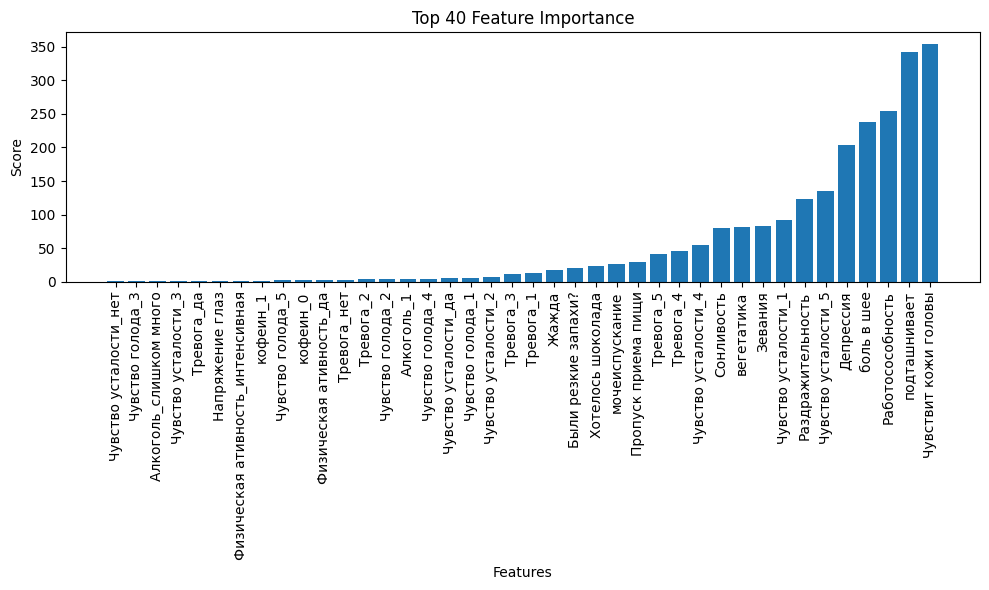 Top 40 Feature Importance
Score
350
300
250
200
150
100
50
0
Чувство усталости_нет
Чувство голода_3
Алкоголь_слишком много
Чувство усталости_3
Тревога_да
Напряжение глаз
Физическая ативность_интенсивная
кофеин_1
Чувство голода_5
кофеин_0
Физическая ативность_да
Тревога_нет
Тревога_2
Чувство голода_2
Алкоголь_1
Чувство голода_4
Чувство усталости_да
Чувство голода_1
Чувство усталости_2
Тревога_3
Тревога_1
Жажда
Были резкие запахи?
Хотелось шоколада
мочеиспускание
Пропуск приема пищи
Тревога_5
Тревога_4
Чувство усталости_4
Сонливость
вегетатика
Зевания
Чувство усталости_1
Раздражительность
Чувство усталости_5
Депрессия
боль в шее
Работоособность
подташнивает
Чувствит кожи головы
Features